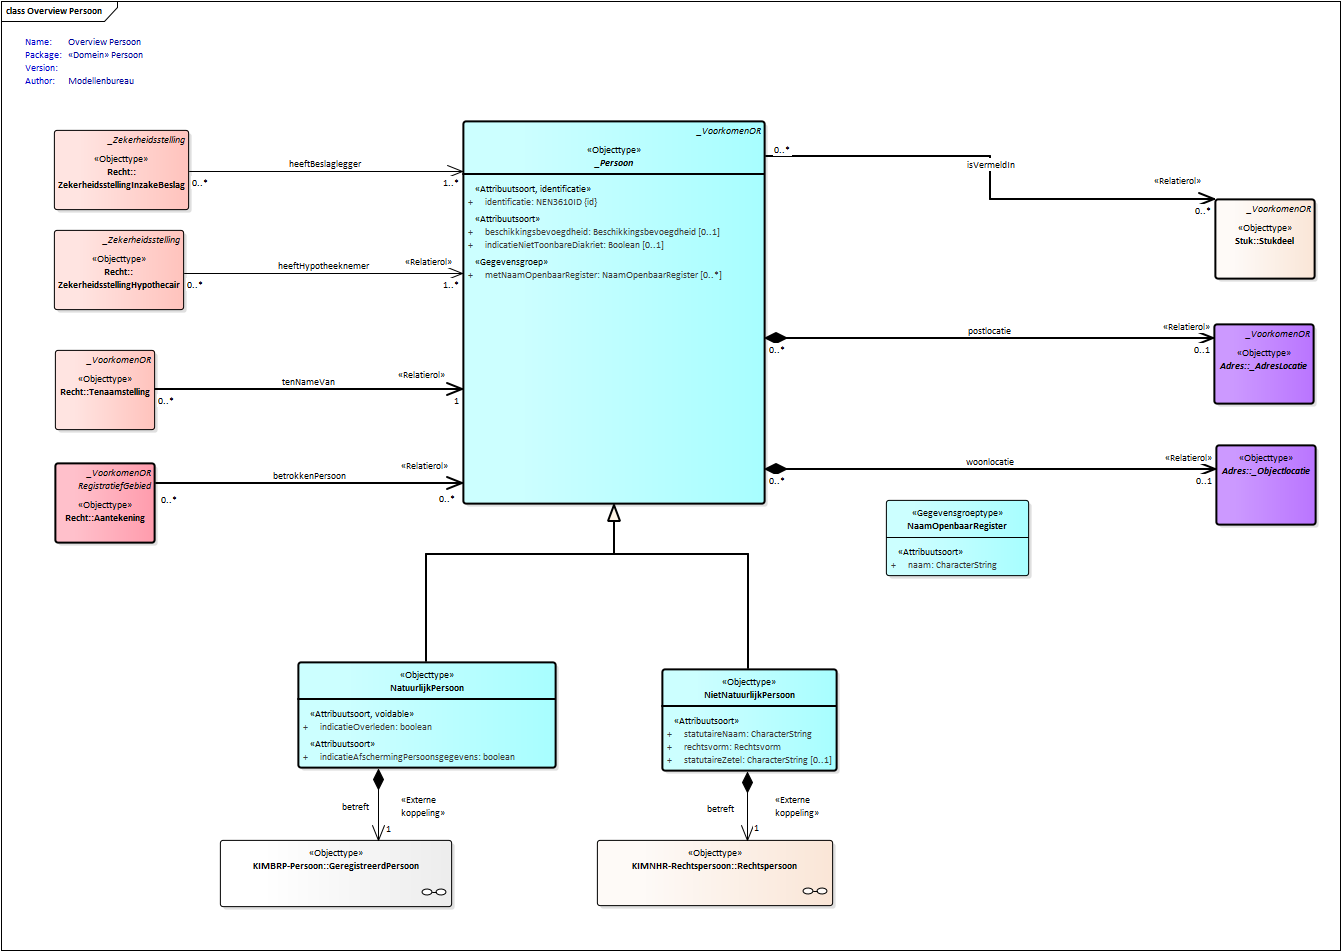 class Overview Persoon
Name: Overview Persoon
Package: «Domein» Persoon
Version:
Author: Modellenbureau
_Zekerheidsstelling
«Objecttype»
Recht::
ZekerheidsstellingInzakeBeslag
heeftBeslaglegger
0..*
1..*
_Zekerheidsstelling
«Objecttype»
Recht::
ZekerheidsstellingHypothecair
heeftHypotheeknemer
«Relatierol»
0..*
1..*
_VoorkomenOR
«Objecttype»
Recht::Tenaamstelling
tenNameVan
«Relatierol»
0..*
1
_VoorkomenOR
RegistratiefGebied
«Objecttype»
Recht::Aantekening
betrokkenPersoon
«Relatierol»
0..*
0..*
_VoorkomenOR
«Objecttype»
_Persoon
«Attribuutsoort, identificatie»
+ identificatie: NEN3610ID {id}
«Attribuutsoort»
+ beschikkingsbevoegdheid: Beschikkingsbevoegdheid [0..1]
+ indicatieNietToonbareDiakriet: Boolean [0..1]
«Gegevensgroep»
+ metNaamOpenbaarRegister: NaamOpenbaarRegister [0..*]
0..*
isVermeldIn
«Relatierol»
0..*
_VoorkomenOR
«Objecttype»
Stuk::Stukdeel
postlocatie
«Relatierol»
0..*
0..1
_VoorkomenOR
«Objecttype»
Adres::_AdresLocatie
woonlocatie
«Relatierol»
0..*
0..1
«Objecttype»
Adres::_Objectlocatie
«Gegevensgroeptype»
NaamOpenbaarRegister
«Attribuutsoort»
+ naam: CharacterString
«Objecttype»
NatuurlijkPersoon
«Attribuutsoort, voidable»
+ indicatieOverleden: boolean
«Attribuutsoort»
+ indicatieAfschermingPersoonsgegevens: boolean
«Objecttype»
NietNatuurlijkPersoon
«Attribuutsoort»
+ statutaireNaam: CharacterString
+ rechtsvorm: Rechtsvorm
+ statutaireZetel: CharacterString [0..1]
betreft
«Externe
koppeling»
1
betreft
«Externe
koppeling»
1
«Objecttype»
KIMBRP-Persoon::GeregistreerdPersoon
«Objecttype»
KIMNHR-Rechtspersoon::Rechtspersoon